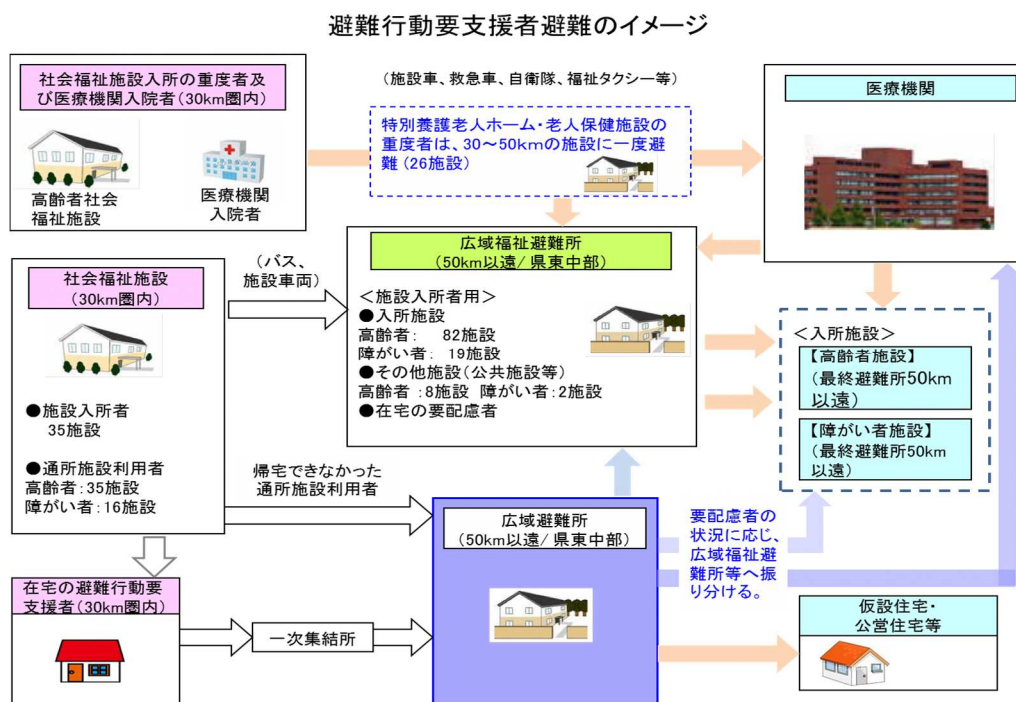 避難行動要支援者避難のイメージ
社会福祉施設入所の重度者及
び医療機関入院者(30km圏内)
高齢者社会
福祉施設
医療機関
入院者
(施設車、救急車、自衛隊、福祉タクシー等)
特別養護老人ホーム・老人保健施設の
重度者は、30～50kmの施設に一度避
難(26施設)
医療機関
社会福祉施設
(30km圏内)
●施設入所者
35施設
●通所施設利用者
高齢者:35施設
障がい者:16施設
(バス、
施設車両)
広域福祉避難所
(50km以遠/県東中部)
＜施設入所者用＞
●入所施設
高齢者: 82施設
障がい者: 19施設
●その他施設(公共施設等)
高齢者:8施設 障がい者:2施設
●在宅の要配慮者
＜入所施設＞
【高齢者施設】
(最終避難所50km
以遠)
【障がい者施設】
(最終避難所50km
以遠)
帰宅できなかった
通所施設利用者
広域避難所
(50km以遠/県東中部)
要配慮者の
状況に応じ、
広域福祉避
難所等へ振
り分ける。
在宅の避難行動要
支援者(30km圏内)
一次集結所
仮設住宅・
公営住宅等